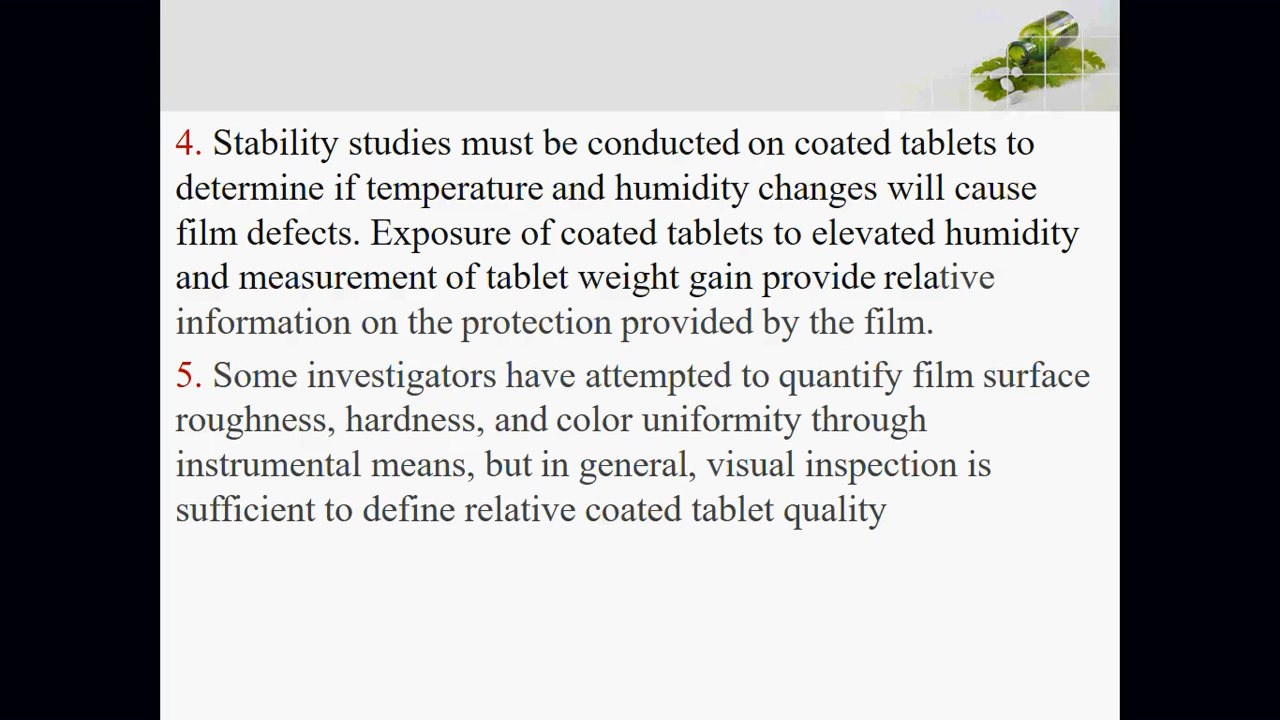 4. Stability studies must be conducted on coated tablets to
determine if temperature and humidity changes will cause
film defects. Exposure of coated tablets to elevated humidity
and measurement of tablet weight gain provide relative
information on the protection provided by the film.
5. Some investigators have attempted to quantify film surface
roughness, hardness, and color uniformity through
instrumental means, but in general, visual inspection is
sufficient to define relative coated tablet quality